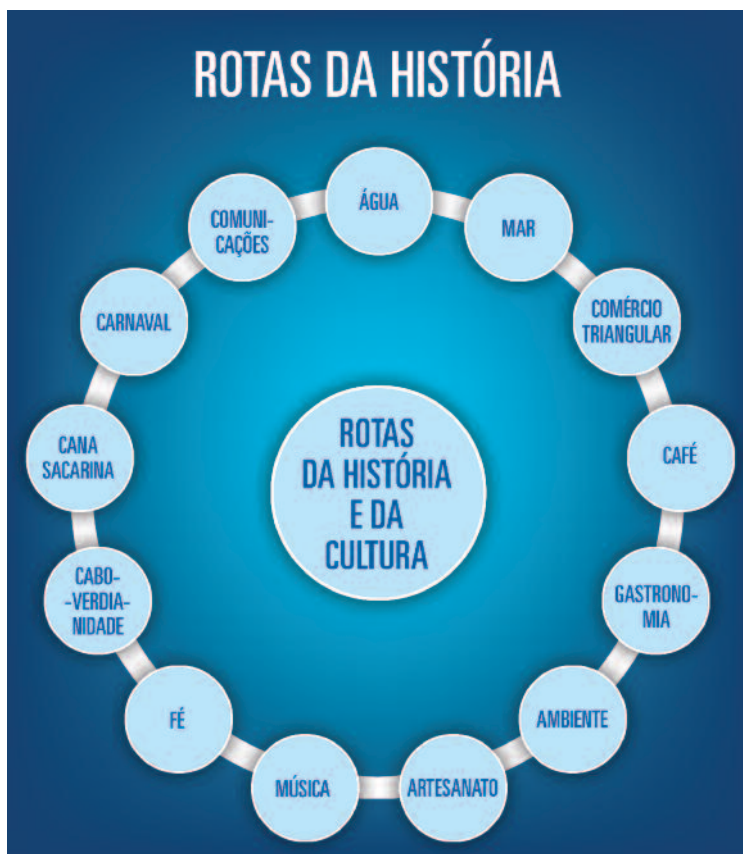 ROTAS DA HISTÓRIA
ÁGUA
MAR
COMÉRCIO
TRIANGULAR
CAFÉ
GASTRONO-
MIA
AMBIENTE
ARTESANATO
MÚSICA
FÉ
CABO-
-VERDIA-
NIDADE
CANA
SACARINA
CARNAVAL
COMUNI-
CAÇÕES
ROTAS
DA HISTÓRIA
E DA
CULTURA